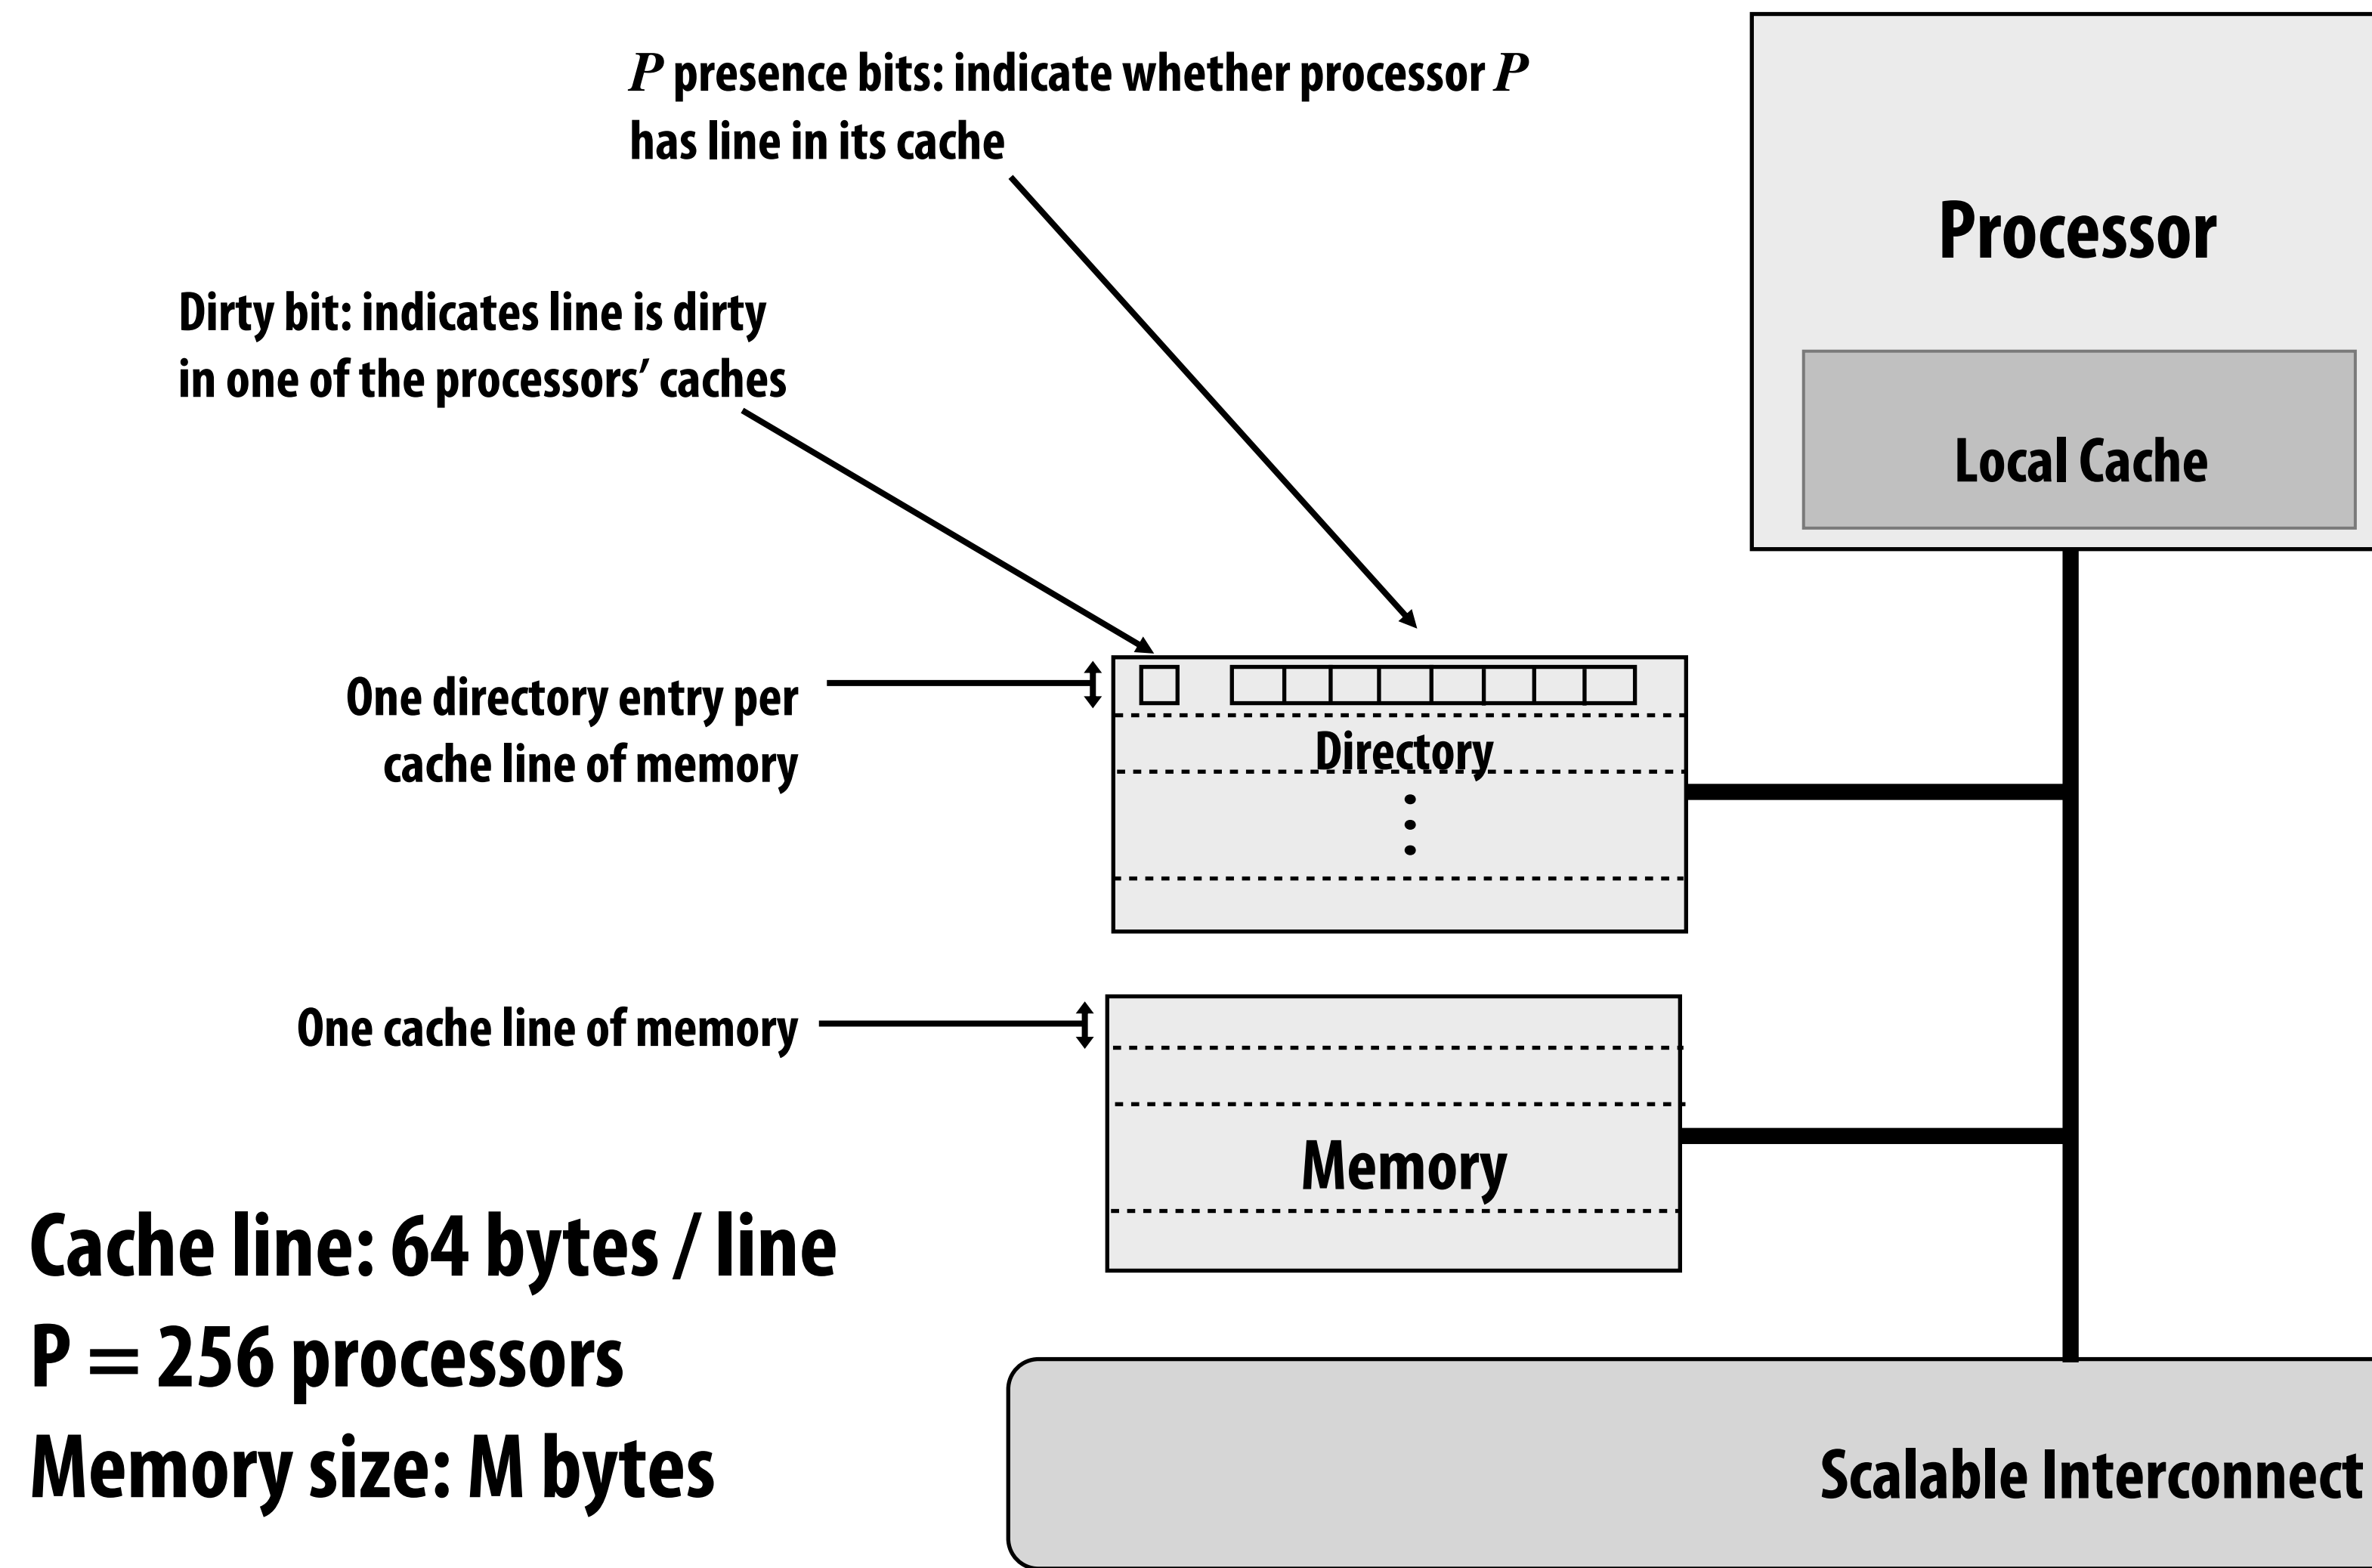 P presence bits: indicate whether processor P
has line in its cache
Processor
Dirty bit: indicates line is dirty
in one of the processors’ caches
Local Cache
One directory entry per
cache line of memory
Directory
One cache line of memory
Memory
Cache line: 64 bytes / line
P = 256 processors
Memory size: M bytes
Scalable Interconnect